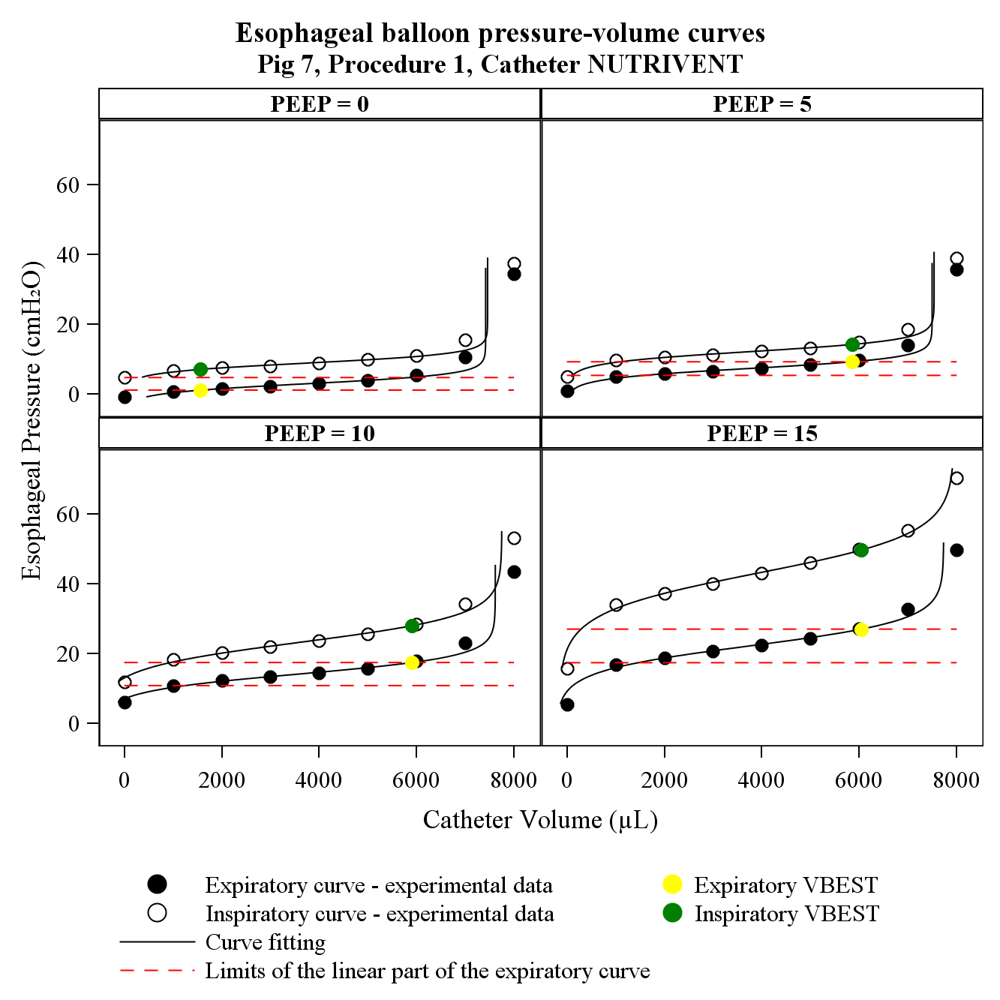 Esophageal balloon pressure-volume curves
Pig 7, Procedure 1, Catheter NUTRIVENT
PEEP = 0
PEEP = 5
60
40
20
0
PEEP = 10
PEEP = 15
60
40
20
0
Esophageal Pressure (cmH₂O)
0 2000 4000 6000 8000
0 2000 4000 6000 8000
Catheter Volume (µL)
Expiratory curve - experimental data
Inspiratory curve - experimental data
Curve fitting
Limits of the linear part of the expiratory curve
Expiratory VBEST
Inspiratory VBEST